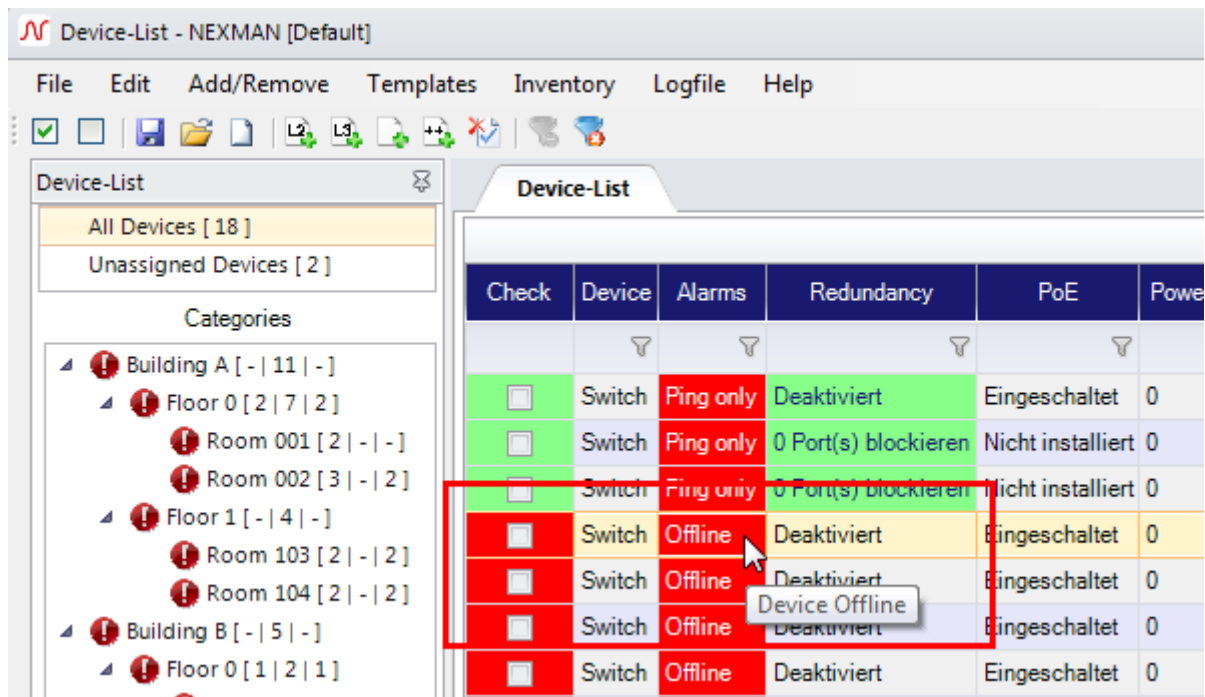 Device-List - NEXMAN [Default]
File Edit Add/Remove Templates Inventory Logfile Help
L2 L3 ++
Device-List
All Devices [ 18 ]
Unassigned Devices [ 2 ]
Categories
Building A [ - | 11 | - ]
Floor 0 [ 2 | 7 | 2 ]
Room 001 [ 2 | - | - ]
Room 002 [ 3 | - | 2 ]
Floor 1 [ - | 4 | - ]
Room 103 [ 2 | - | 2 ]
Room 104 [ 2 | - | 2 ]
Building B [ - | 5 | - ]
Floor 0 [ 1 | 2 | 1 ]
Device-List
Check Device Alarms Redundancy PoE Powe
Switch Ping only Deaktiviert Eingeschaltet 0
Switch Ping only 0 Port(s) blockieren Nicht installiert 0
Switch Ping only 0 Port(s) blockieren Nicht installiert 0
Switch Offline Deaktiviert Eingeschaltet 0
Switch Offline Deaktiviert Eingeschaltet 0
Device Offline
Switch Offline Deaktiviert Eingeschaltet 0
Switch Offline Deaktiviert Eingeschaltet 0